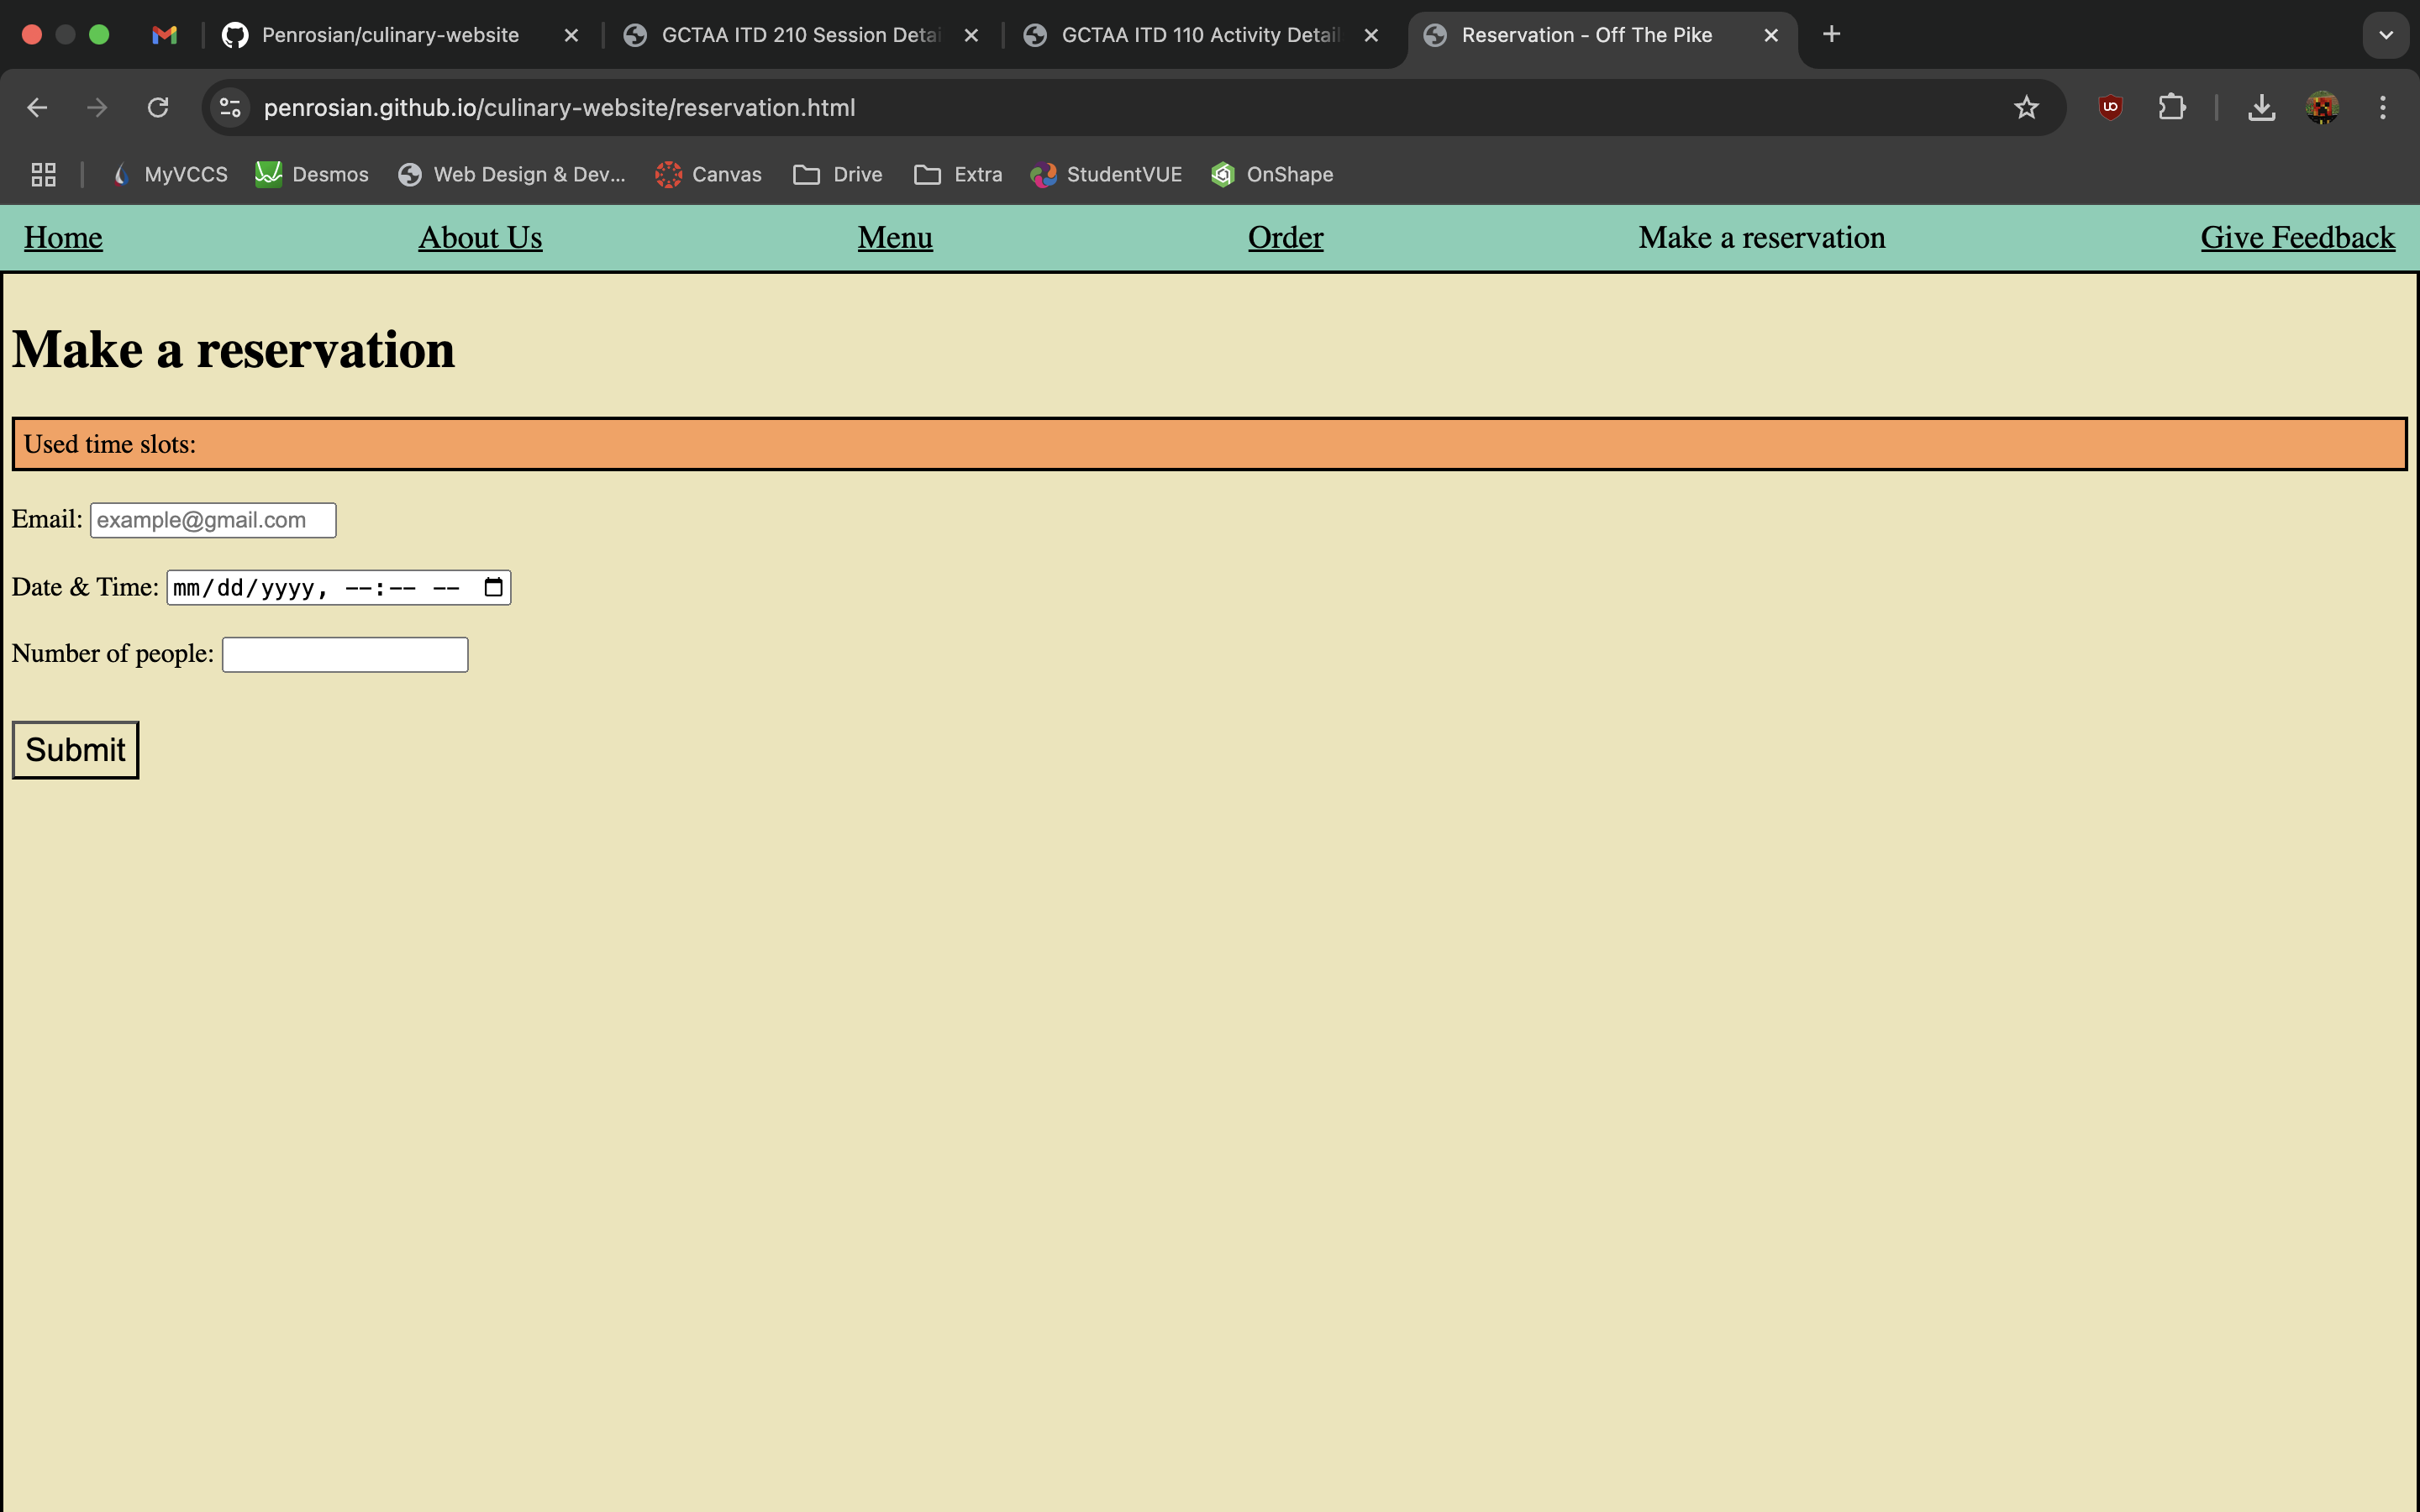 Penrosian/culinary-website
GCTAA ITD 210 Session Detai
GCTAA ITD 110 Activity Detail
Reservation - Off The Pike
penrosian.github.io/culinary-website/reservation.html
MyVCCS
Desmos
Web Design & Dev...
Canvas
Drive
Extra
StudentVUE
OnShape
Home
About Us
Menu
Order
Make a reservation
Give Feedback
Make a reservation
Used time slots:
Email: example@gmail.com
Date & Time: mm/dd/yyyy, --:-- --
Number of people:
Submit